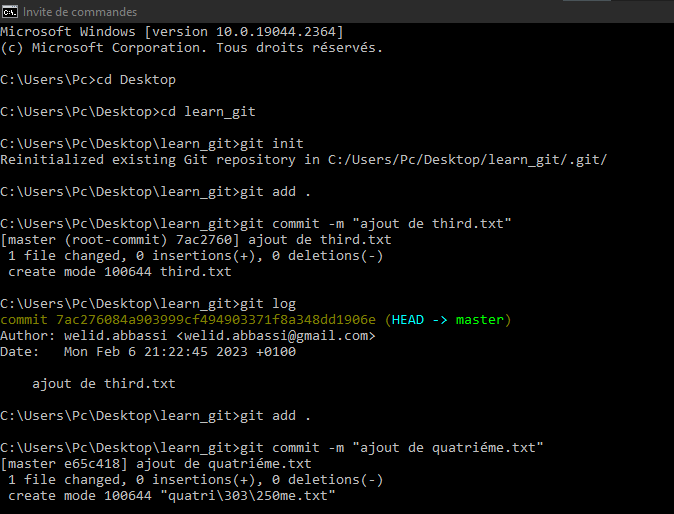 Invite de commandes
Microsoft Windows [version 10.0.19044.2364]
(c) Microsoft Corporation. Tous droits réservés.
C:\Users\Pc>cd Desktop
C:\Users\Pc\Desktop>cd learn_git
C:\Users\Pc\Desktop\learn_git>git init
Reinitialized existing Git repository in C:/Users/Pc/Desktop/learn_git/.git/
C:\Users\Pc\Desktop\learn_git>git add .
C:\Users\Pc\Desktop\learn_git>git commit -m "ajout de third.txt"
[master (root-commit) 7ac2760] ajout de third.txt
 1 file changed, 0 insertions(+), 0 deletions(-)
 create mode 100644 third.txt
C:\Users\Pc\Desktop\learn_git>git log
commit 7ac276084a903999cf494903371f8a348dd1906e (HEAD -> master)
Author: welid.abbassi <welid.abbassi@gmail.com>
Date:   Mon Feb 6 21:22:45 2023 +0100
    ajout de third.txt
C:\Users\Pc\Desktop\learn_git>git add .
C:\Users\Pc\Desktop\learn_git>git commit -m "ajout de quatriéme.txt"
[master e65c418] ajout de quatriéme.txt
 1 file changed, 0 insertions(+), 0 deletions(-)
 create mode 100644 "quatri\303\250me.txt"